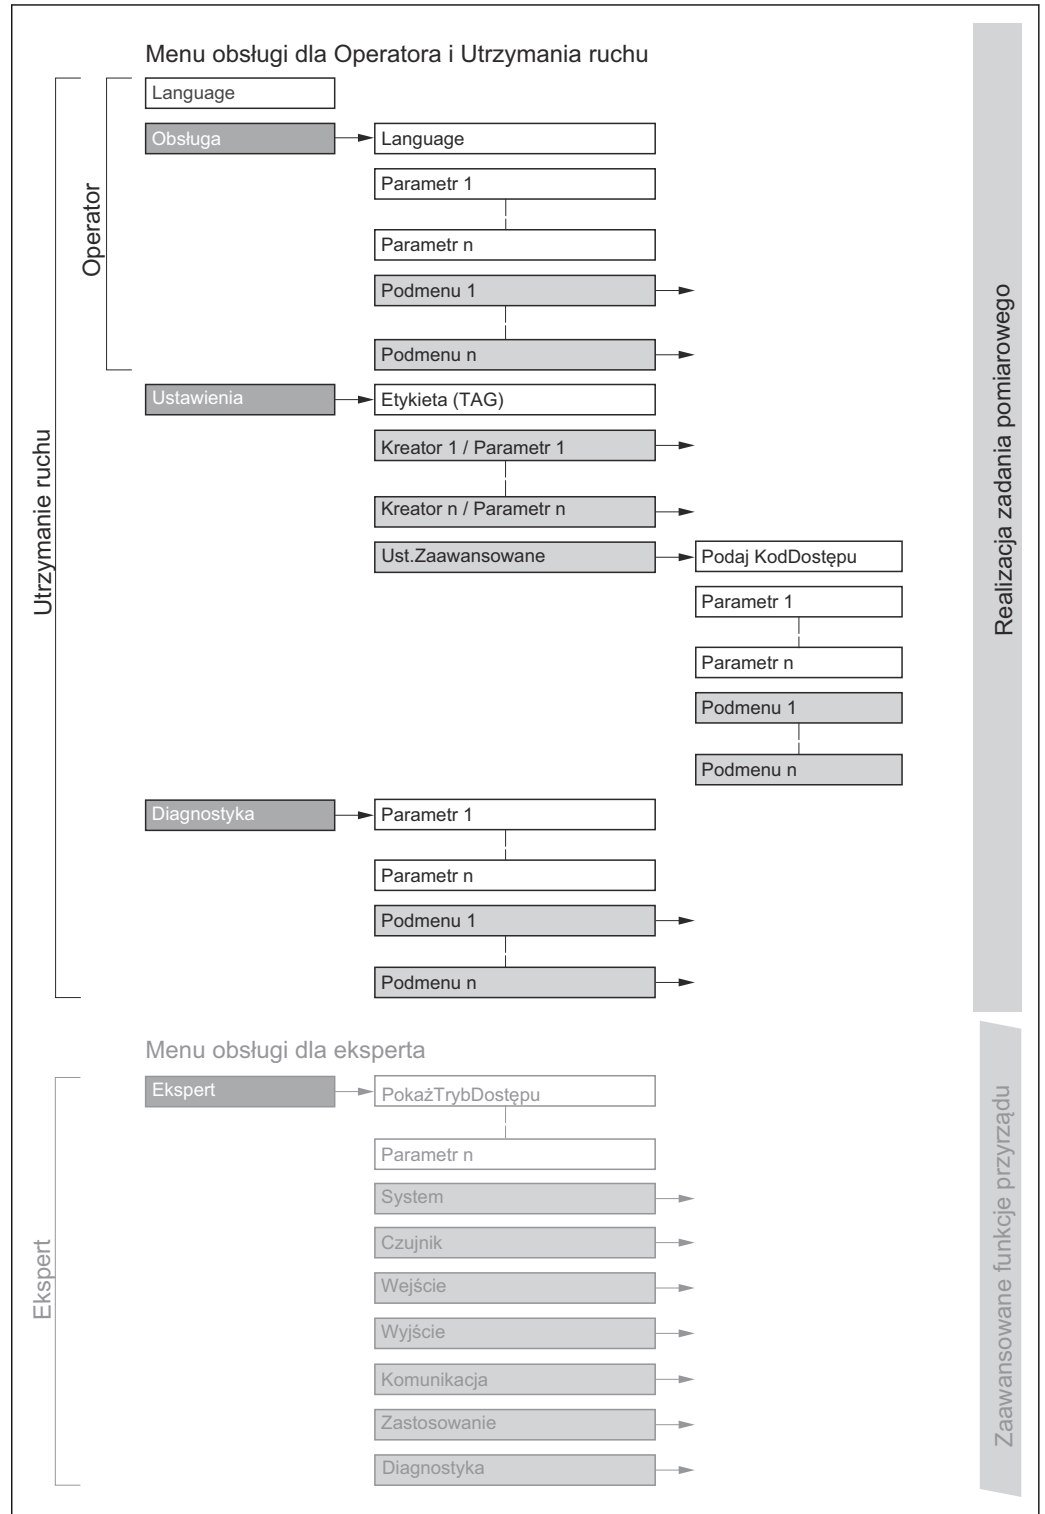 Menu obsługi dla Operatora i Utrzymania ruchu
Language
Obsługa
Language
Parametr 1
Parametr n
Podmenu 1
Podmenu n
Operator
Ustawienia
Etykieta (TAG)
Kreator 1 / Parametr 1
Kreator n / Parametr n
Ust.Zaawansowane
Podaj KodDostępu
Parametr 1
Parametr n
Podmenu 1
Podmenu n
Diagnostyka
Parametr 1
Parametr n
Podmenu 1
Podmenu n
Utrzymanie ruchu
Realizacja zadania pomiarowego
Menu obsługi dla eksperta
Ekspert
PokażTrybDostępu
Parametr n
System
Czujnik
Wejście
Wyjście
Komunikacja
Zastosowanie
Diagnostyka
Ekspert
Zaawansowane funkcje przyrządu